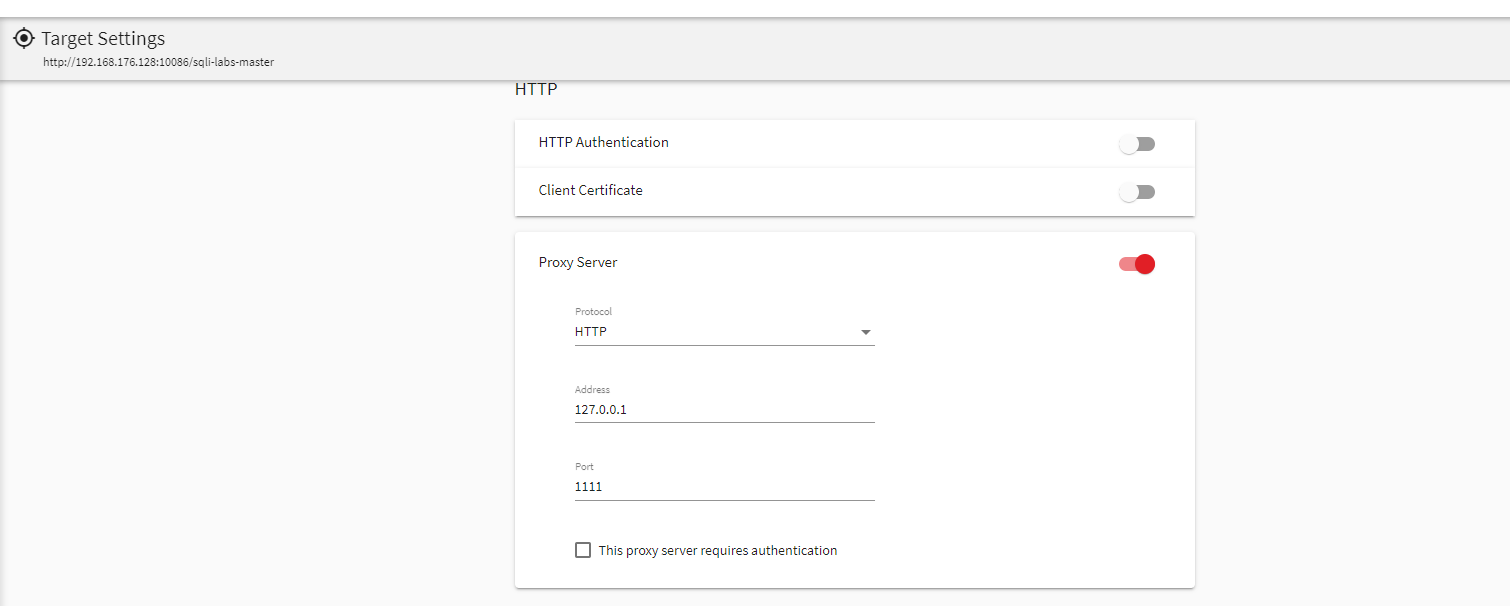 Target Settings
http://192.168.176.128:10086/sqli-labs-master
HTTP
HTTP Authentication
Client Certificate
Proxy Server
Protocol
HTTP
Address
127.0.0.1
Port
1111
This proxy server requires authentication